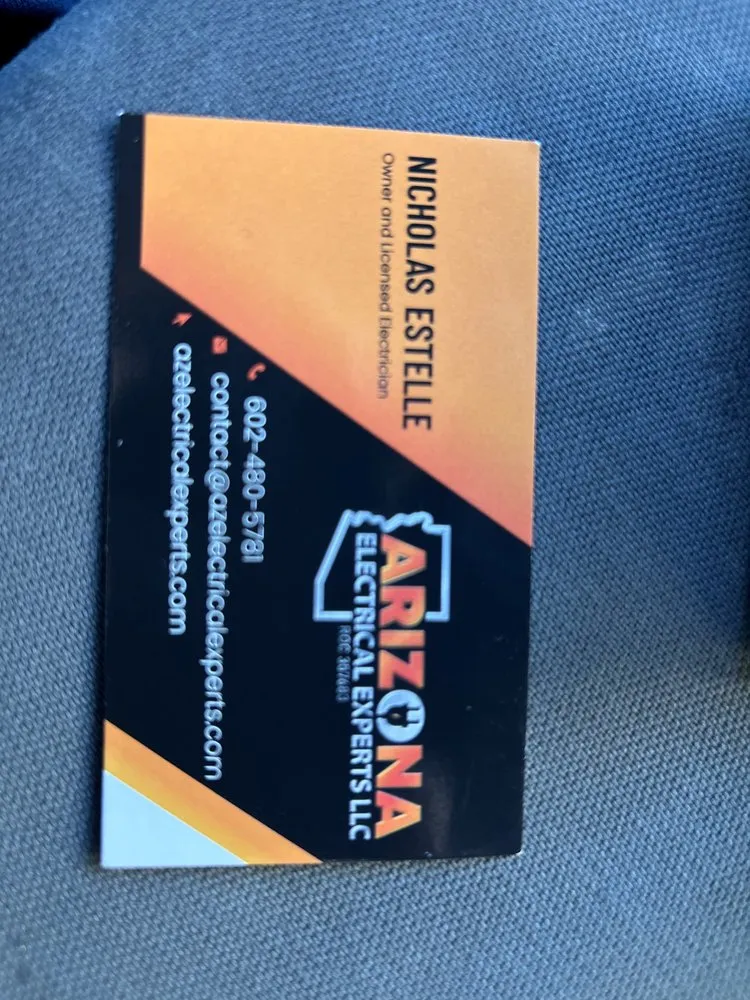 NICHOLAS ESTELLE
Owner and Licensed Electrician
ARIZONA
ELECTRICAL EXPERTS LLC
602-480-5781
contact@azelectricalexperts.com
azelectricalexperts.com